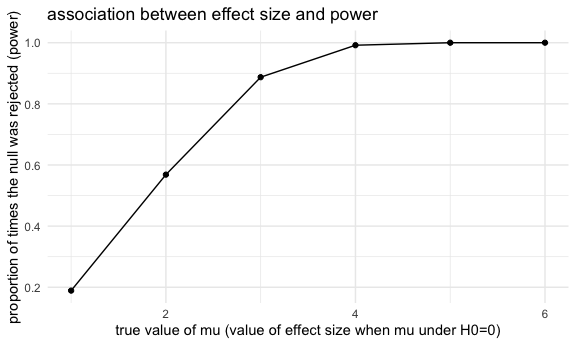 association between effect size and power
proportion of times the null was rejected (power)
1.0
0.8
0.6
0.4
0.2
2
4
6
true value of mu (value of effect size when mu under H0=0)